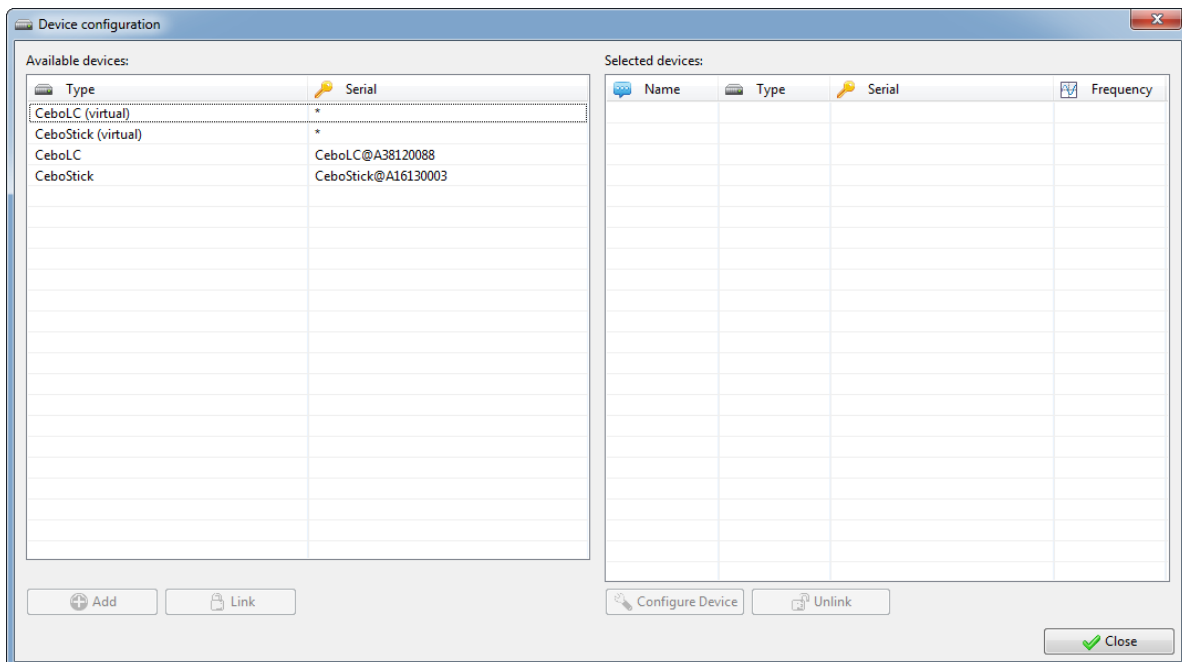 Device configuration
Available devices:
Type Serial
CeboLC (virtual) *
CeboStick (virtual) *
CeboLC CeboLC@A38120088
CeboStick CeboStick@A16130003
Add Link
Selected devices:
Name Type Serial Frequency
Configure Device Unlink
Close